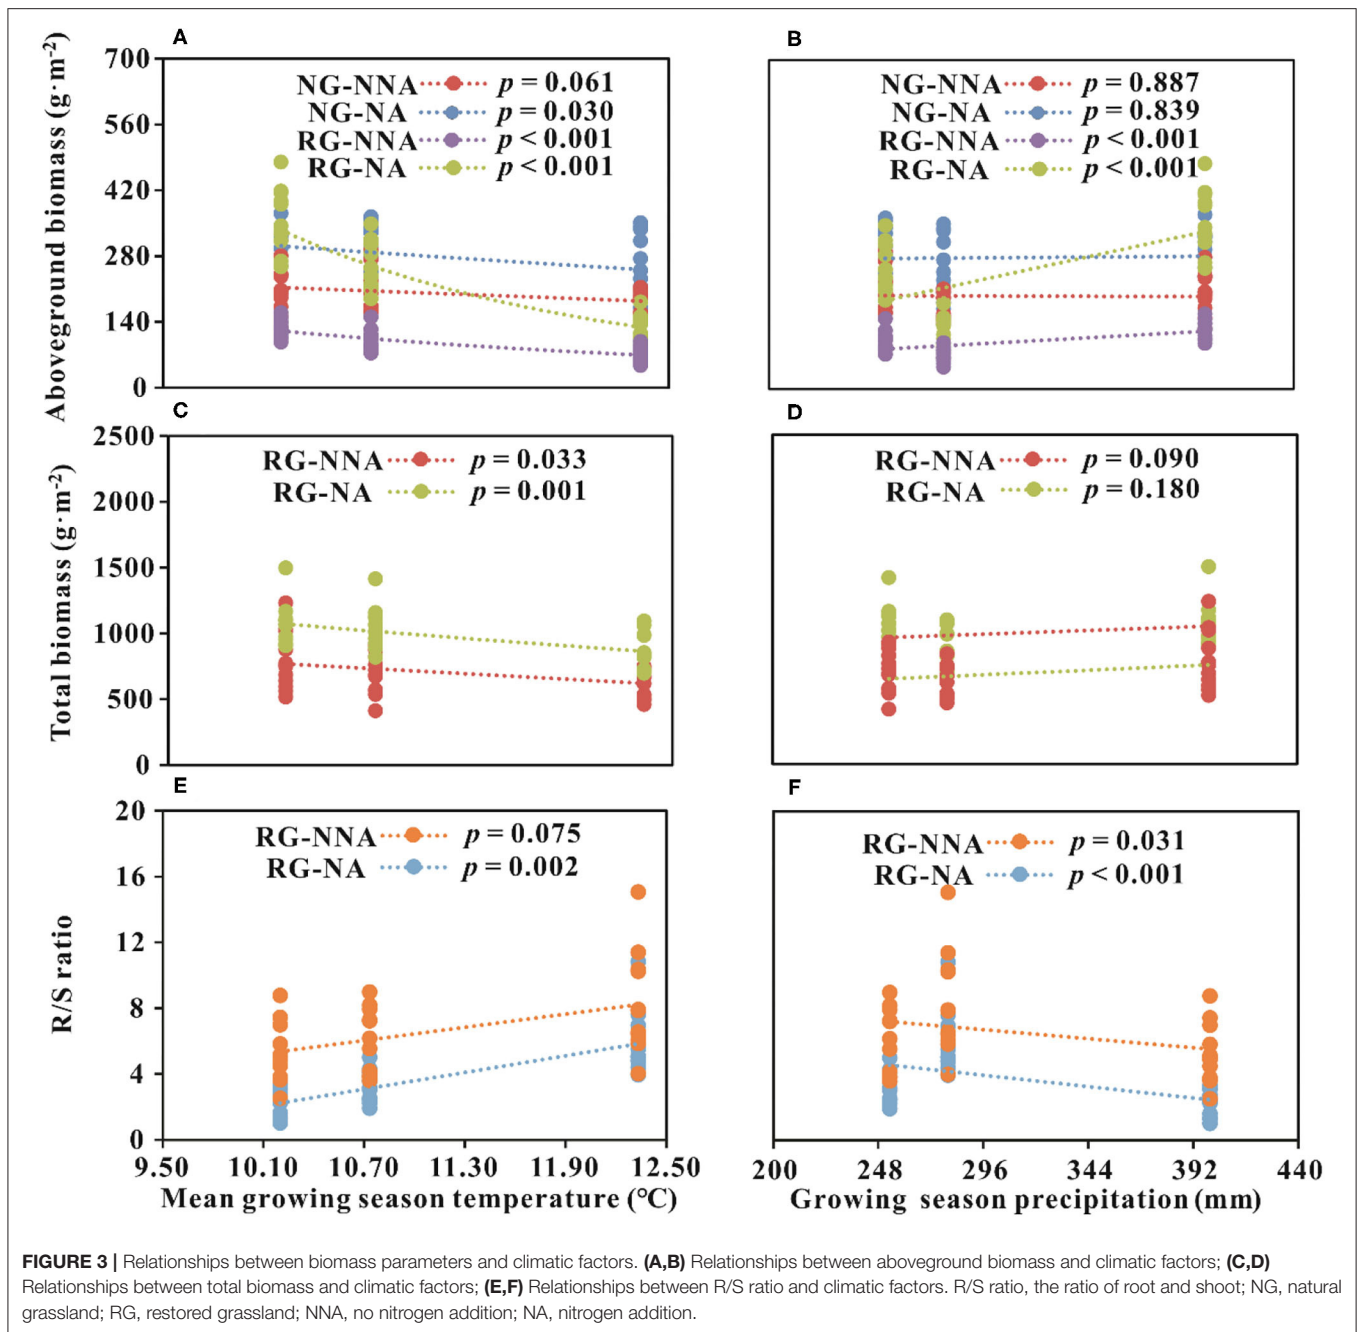 A
B
Aboveground biomass (g·m-2)
700
560
420
280
140
0
NG-NNA p = 0.061
NG-NA p = 0.030
RG-NNA p < 0.001
RG-NA p < 0.001
NG-NNA p = 0.887
NG-NA p = 0.839
RG-NNA p < 0.001
RG-NA p < 0.001
C
D
Total biomass (g·m-2)
2500
2000
1500
1000
500
0
RG-NNA p = 0.033
RG-NA p = 0.001
RG-NNA p = 0.090
RG-NA p = 0.180
E
F
R/S ratio
20
16
12
8
4
0
RG-NNA p = 0.075
RG-NA p = 0.002
RG-NNA p = 0.031
RG-NA p < 0.001
9.50 10.10 10.70 11.30 11.90 12.50
Mean growing season temperature (°C)
200 248 296 344 392 440
Growing season precipitation (mm)
FIGURE 3 | Relationships between biomass parameters and climatic factors. (A,B) Relationships between aboveground biomass and climatic factors; (C,D)
Relationships between total biomass and climatic factors; (E,F) Relationships between R/S ratio and climatic factors. R/S ratio, the ratio of root and shoot; NG, natural
grassland; RG, restored grassland; NNA, no nitrogen addition; NA, nitrogen addition.